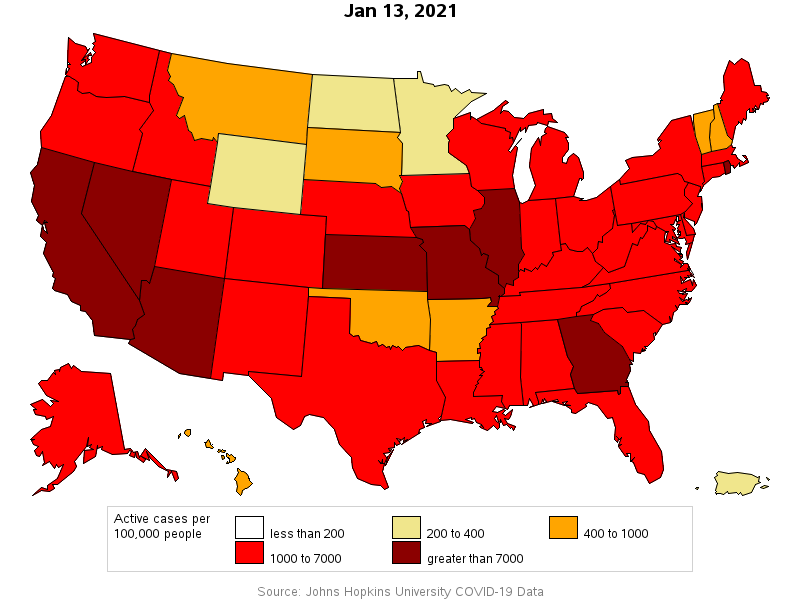 Jan 13, 2021
Active cases per
100,000 people
less than 200
200 to 400
400 to 1000
1000 to 7000
greater than 7000
Source: Johns Hopkins University COVID-19 Data